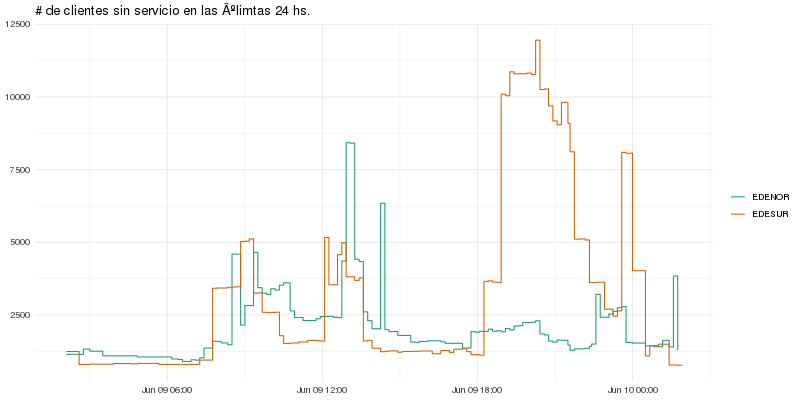 # de clientes sin servicio en las Ãºlimtas 24 hs.
12500
10000
7500
5000
2500
Jun 09 06:00
Jun 09 12:00
Jun 09 18:00
Jun 10 00:00
EDENOR
EDESUR